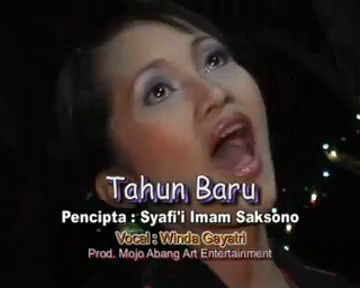 Tahun Baru
Pencipta : Syafi'i Imam Saksono
Vocal : Winda Gayatri
Prod. Mojo Abang Art Entertainment